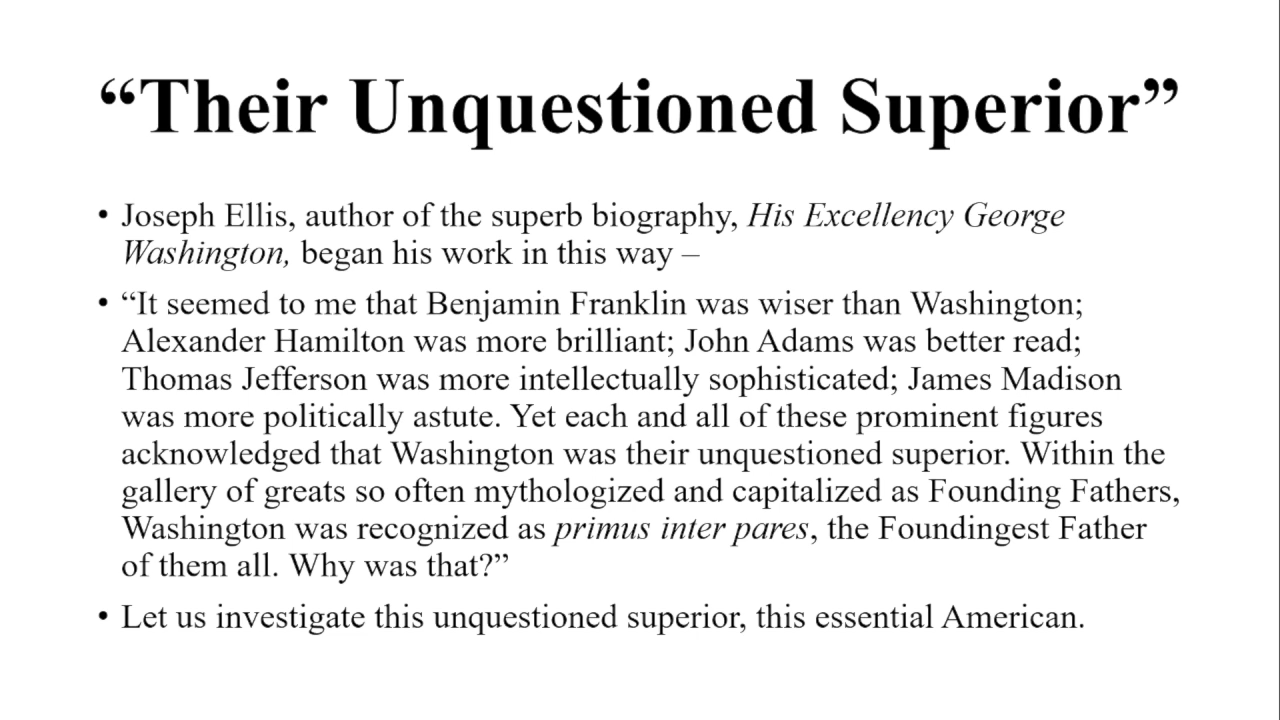 “Their Unquestioned Superior”
• Joseph Ellis, author of the superb biography, His Excellency George
Washington, began his work in this way –
• “It seemed to me that Benjamin Franklin was wiser than Washington;
Alexander Hamilton was more brilliant; John Adams was better read;
Thomas Jefferson was more intellectually sophisticated; James Madison
was more politically astute. Yet each and all of these prominent figures
acknowledged that Washington was their unquestioned superior. Within the
gallery of greats so often mythologized and capitalized as Founding Fathers,
Washington was recognized as primus inter pares, the Foundingest Father
of them all. Why was that?”
• Let us investigate this unquestioned superior, this essential American.